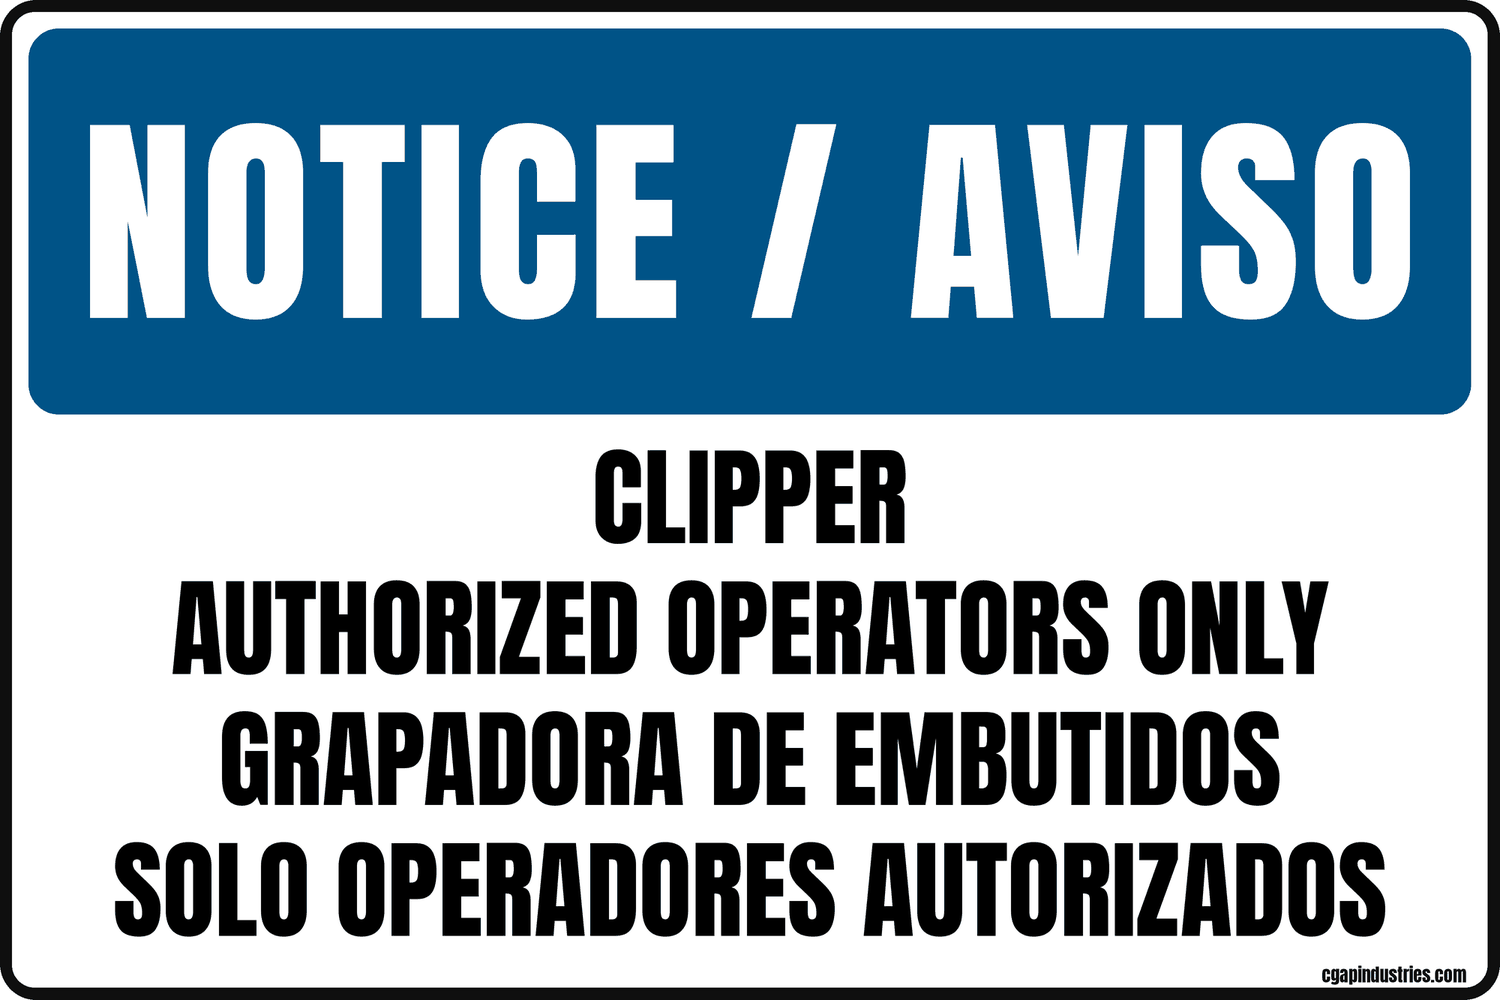 NOTICE / AVISO
CLIPPER
AUTHORIZED OPERATORS ONLY
GRAPADORA DE EMBUTIDOS
SOLO OPERADORES AUTORIZADOS
cgapindustries.com